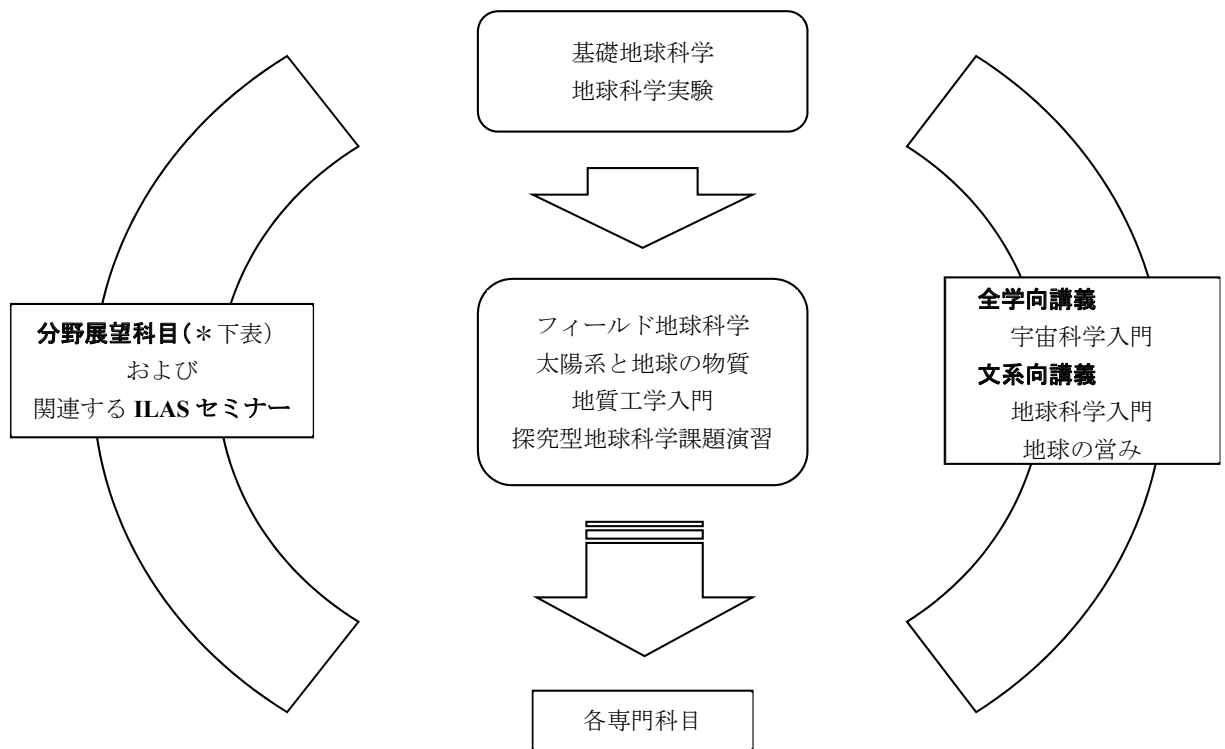 基礎地球科学
地球科学実験
分野展望科目(＊下表)
および
関連する ILAS セミナー
フィールド地球科学
太陽系と地球の物質
地質工学入門
探究型地球科学課題演習
全学向講義
宇宙科学入門
文系向講義
地球科学入門
地球の営み
各専門科目